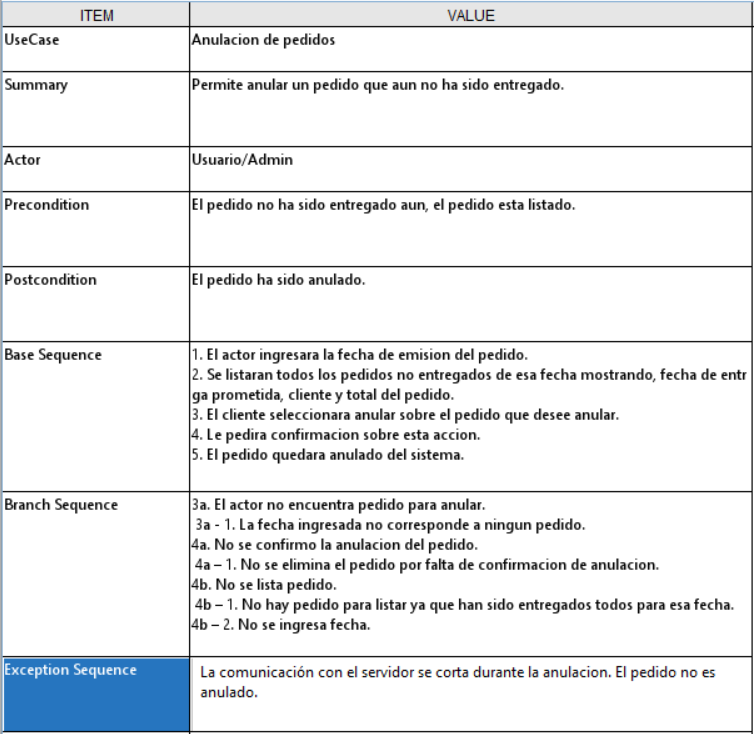 ITEM VALUE
UseCase Anulacion de pedidos
Summary Permite anular un pedido que aun no ha sido entregado.
Actor Usuario/Admin
Precondition El pedido no ha sido entregado aun, el pedido esta listado.
Postcondition El pedido ha sido anulado.
Base Sequence 1. El actor ingresara la fecha de emision del pedido.
2. Se listaran todos los pedidos no entregados de esa fecha mostrando, fecha de entr
ga prometida, cliente y total del pedido.
3. El cliente seleccionara anular sobre el pedido que desee anular.
4. Le pedira confirmacion sobre esta accion.
5. El pedido quedara anulado del sistema.
Branch Sequence 3a. El actor no encuentra pedido para anular.
3a - 1. La fecha ingresada no corresponde a ningun pedido.
4a. No se confirmo la anulacion del pedido.
4a – 1. No se elimina el pedido por falta de confirmacion de anulacion.
4b. No se lista pedido.
4b – 1. No hay pedido para listar ya que han sido entregados todos para esa fecha.
4b – 2. No se ingresa fecha.
Exception Sequence La comunicación con el servidor se corta durante la anulacion. El pedido no es
anulado.